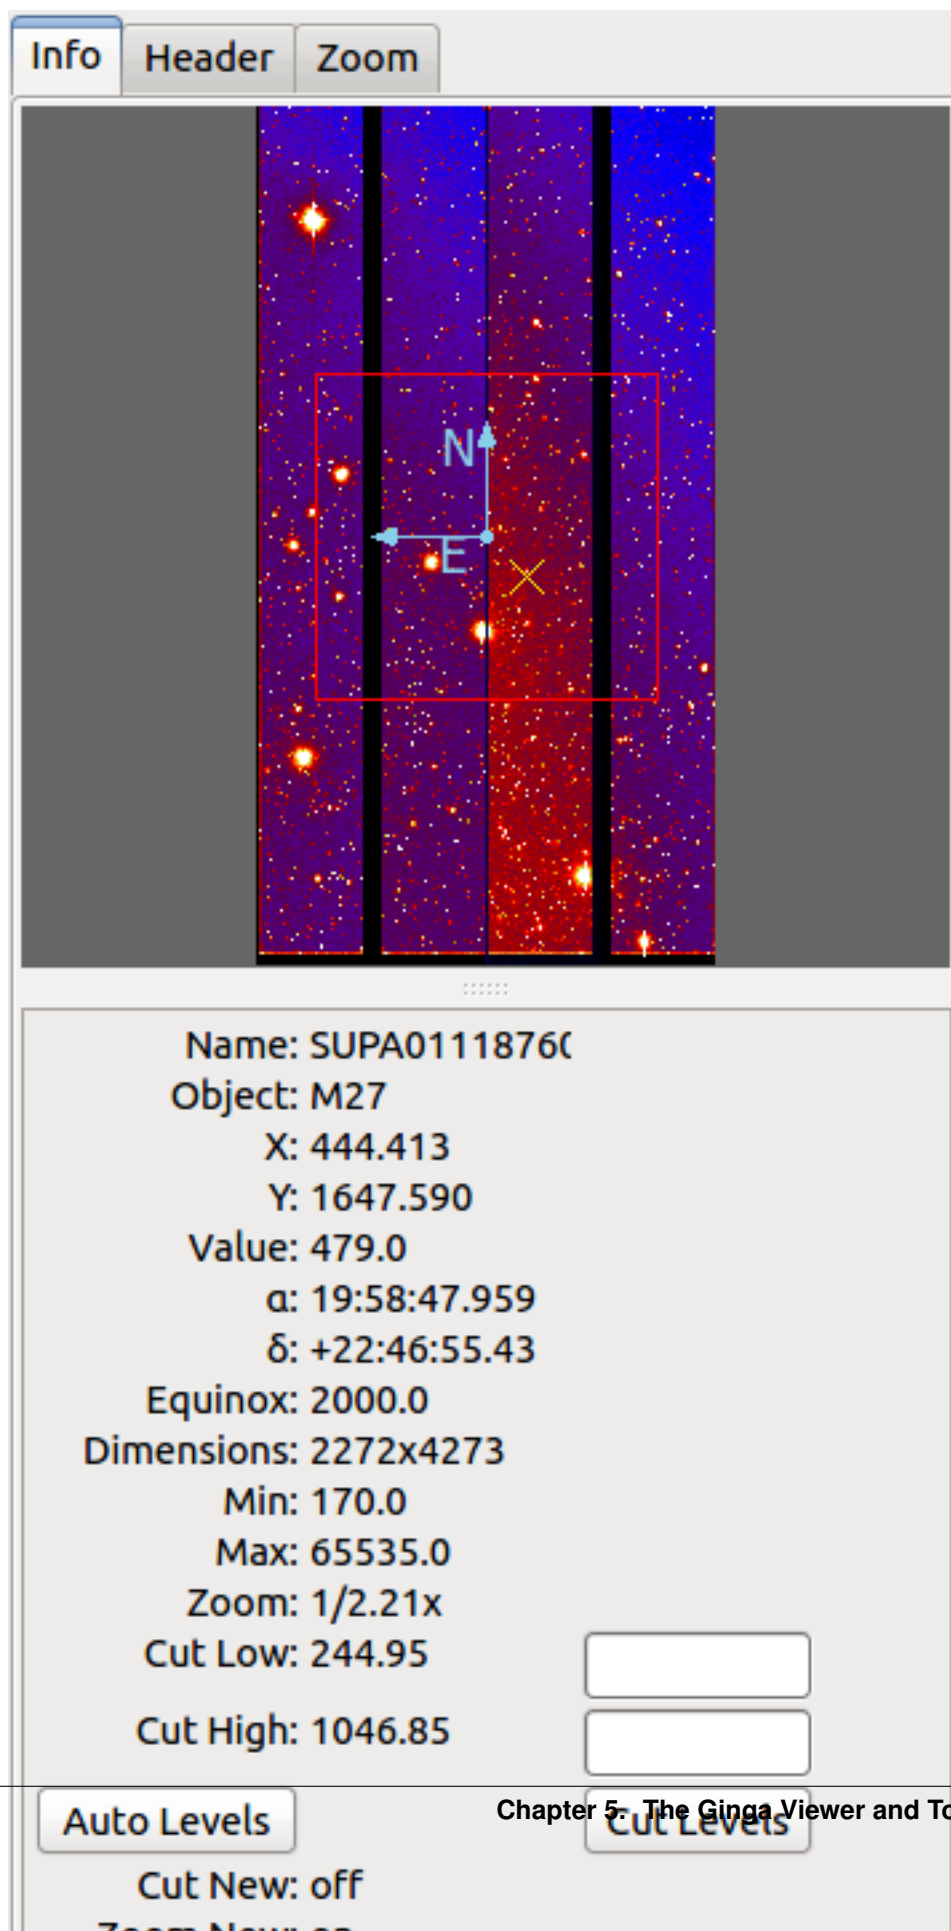 Info Header Zoom
N
E
Name: SUPA0111876
Object: M27
X: 444.413
Y: 1647.590
Value: 479.0
α: 19:58:47.959
δ: +22:46:55.43
Equinox: 2000.0
Dimensions: 2272x4273
Min: 170.0
Max: 65535.0
Zoom: 1/2.21x
Cut Low: 244.95
Cut High: 1046.85
Chapter 5. The Ginga Viewer and To
Auto Levels Cut Levels
Cut New: off
Zoom New: on